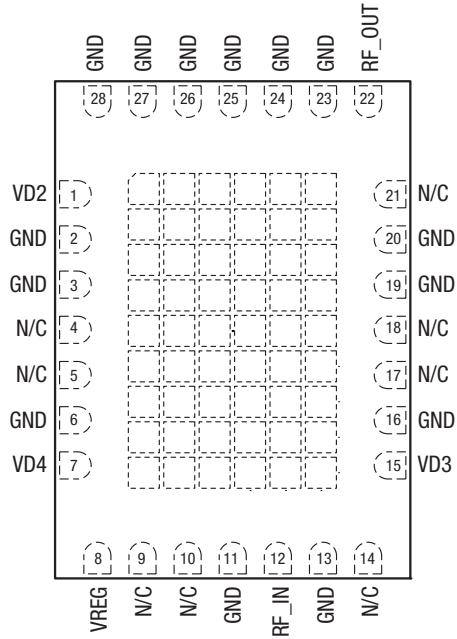 GND GND GND GND GND GND RF_OUT
28 27 26 25 24 23 22
VD2 1 21 N/C
GND 2 20 GND
GND 3 19 GND
N/C 4 18 N/C
N/C 5 17 N/C
GND 6 16 GND
VD4 7 15 VD3
8 9 10 11 12 13 14
VREG N/C N/C GND RF_IN GND N/C